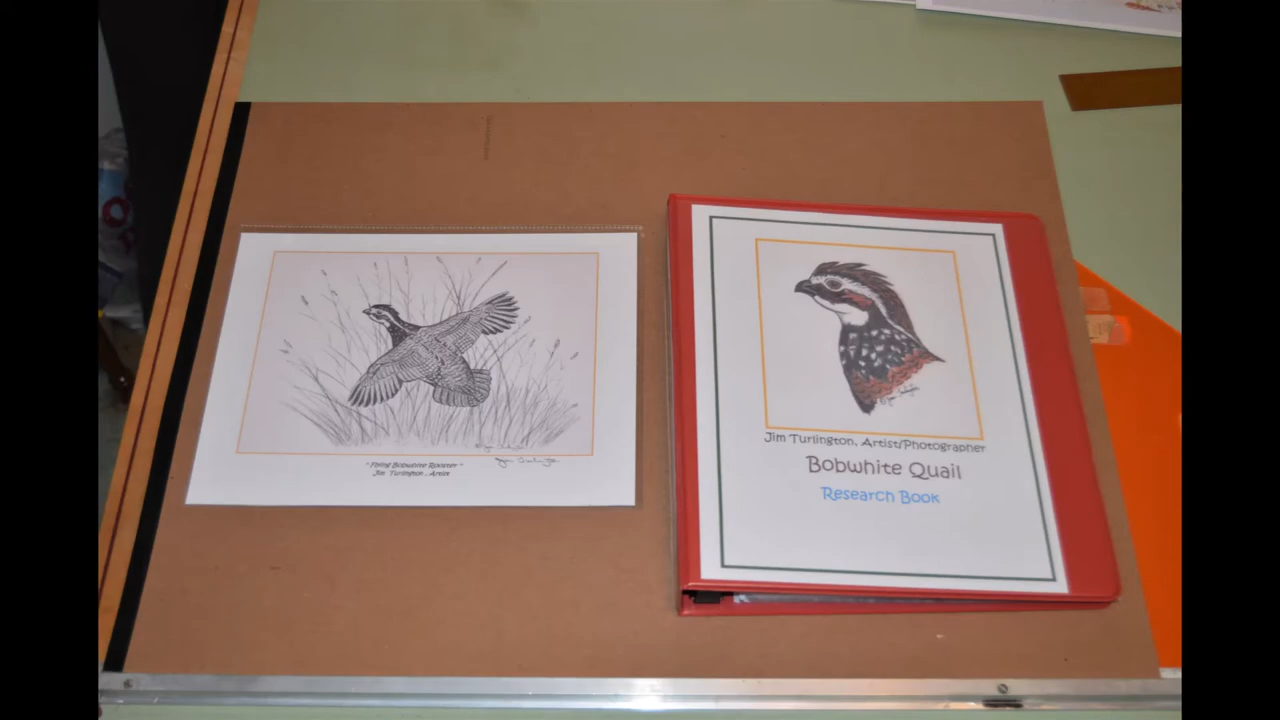 "Flying Bobwhite Rooster"
Jim Turlington, Artist
Jim Turlington, Artist/Photographer
Bobwhite Quail
Research Book